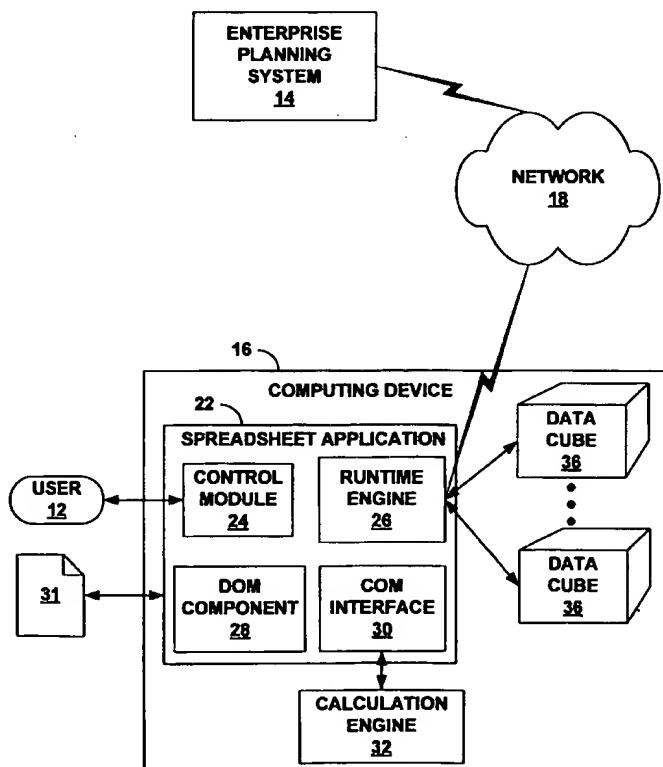 ENTERPRISE
PLANNING
SYSTEM
14
NETWORK
18
16
COMPUTING DEVICE
22
SPREADSHEET APPLICATION
DATA
CUBE
36
USER
12
CONTROL
MODULE
24
RUNTIME
ENGINE
26
31
DOM
COMPONENT
28
COM
INTERFACE
30
DATA
CUBE
36
CALCULATION
ENGINE
32